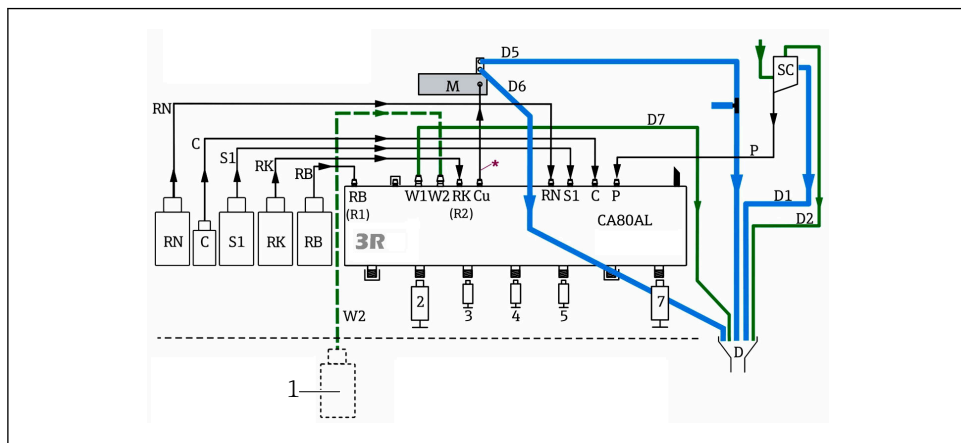 D5
SC
M
D6
RN
D7
C
P
S1
RK
*
RB
RB
(R1)
W1 W2 RK Cu
(R2)
RN S1 C P
D1
CA80AL
D2
RN C S1 RK RB
3R
2
3
4
5
7
W2
D
1